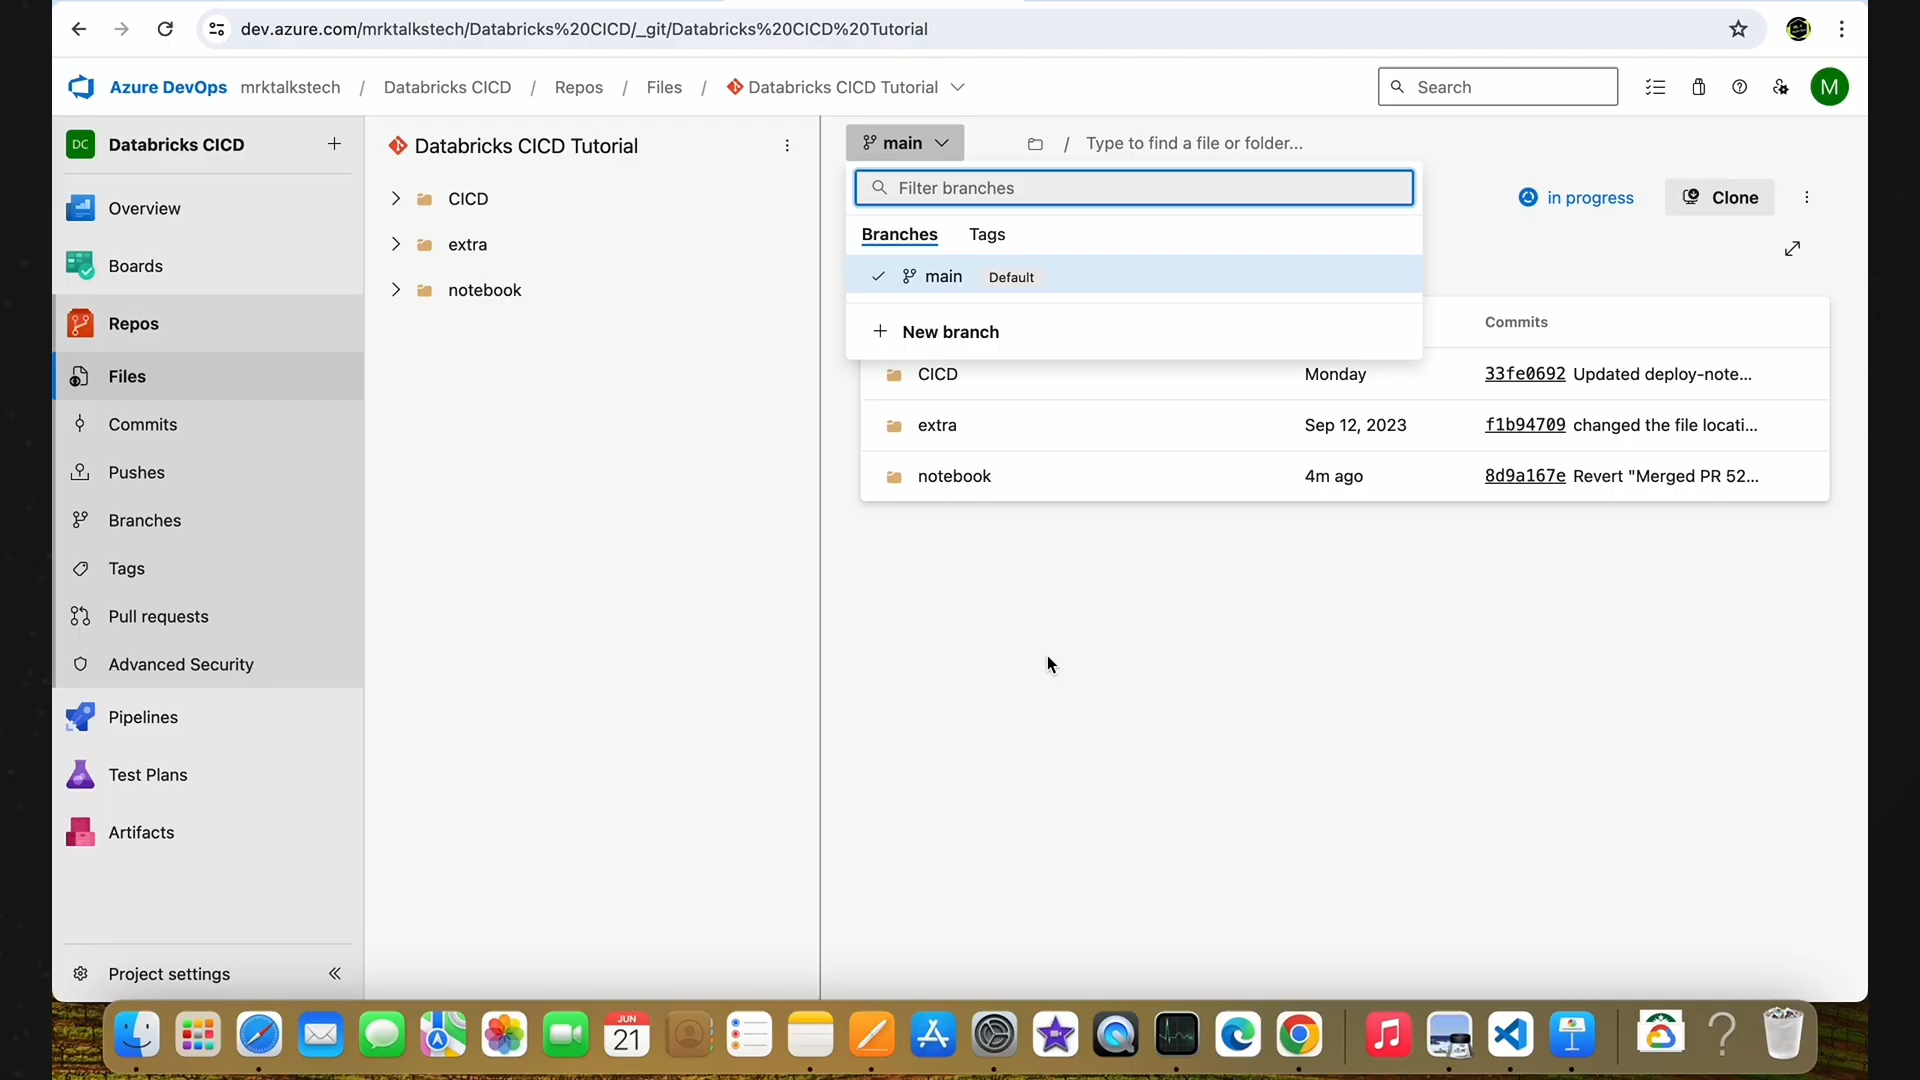 dev.azure.com/mrktalkstech/Databricks%20CICD/_git/Databricks%20CICD%20Tutorial
Azure DevOps mrktalkstech / Databricks CICD / Repos / Files / Databricks CICD Tutorial
Search
M
DC Databricks CICD
Overview
Boards
Repos
Files
Commits
Pushes
Branches
Tags
Pull requests
Advanced Security
Pipelines
Test Plans
Artifacts
Project settings
Databricks CICD Tutorial
CICD
extra
notebook
main
/ Type to find a file or folder...
Filter branches
Branches Tags
main Default
New branch
in progress
Clone
Commits
CICD Monday 33fe0692 Updated deploy-note...
extra Sep 12, 2023 f1b94709 changed the file locati...
notebook 4m ago 8d9a167e Revert "Merged PR 52...
JUN
21